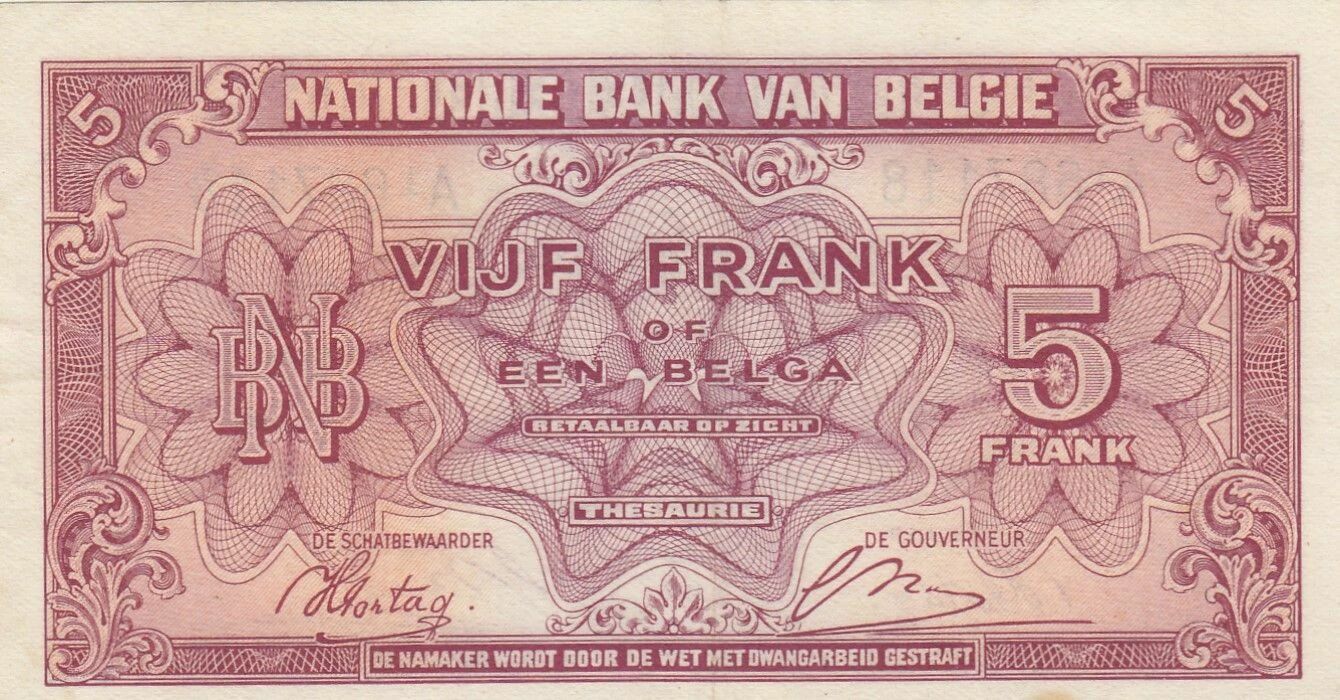 5
NATIONALE BANK VAN BELGIE
5
VIJF FRANK
OF
EEN BELGA
BETAALBAAR OP ZICHT
BNB
5
FRANK
THESAURIE
DE SCHATBEWAARDER
DE GOUVERNEUR
DE NAMAKER WORDT DOOR DE WET MET DWANGARBEID GESTRAFT